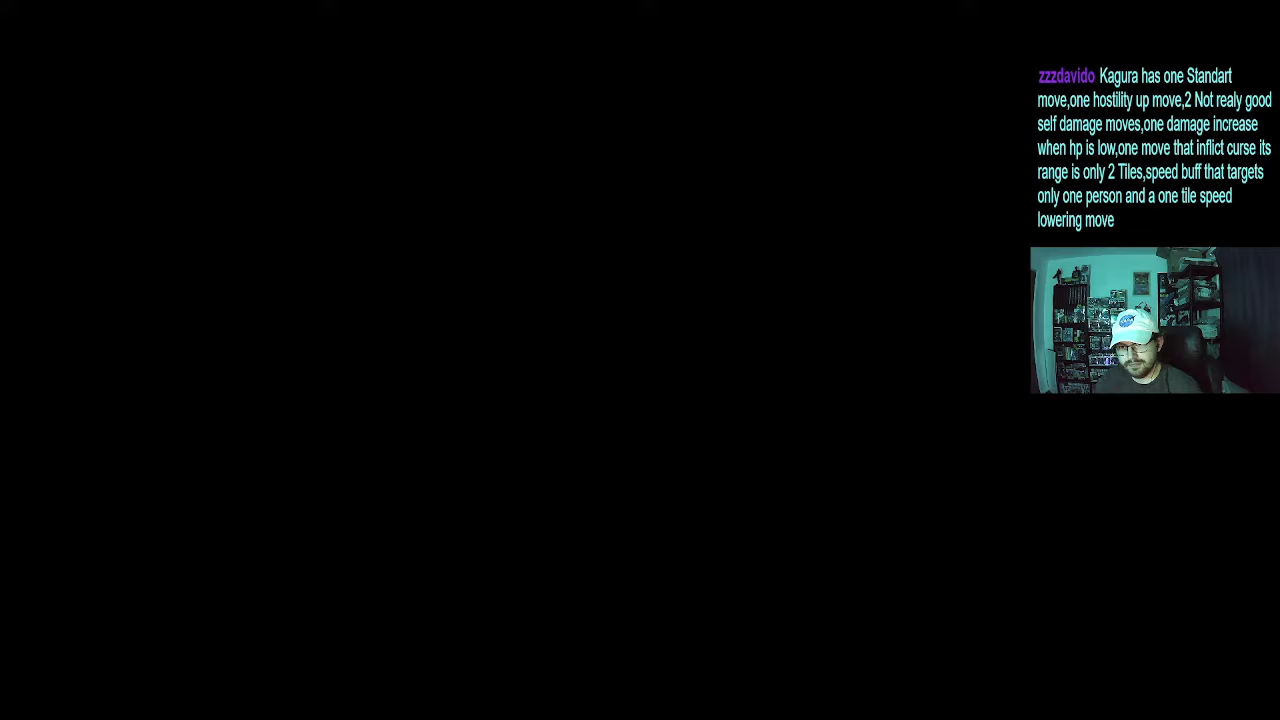 zzzdavido Kagura has one Standart
move,one hostility up move,2 Not realy good
self damage moves,one damage increase
when hp is low,one move that inflict curse its
range is only 2 Tiles,speed buff that targets
only one person and a one tile speed
lowering move